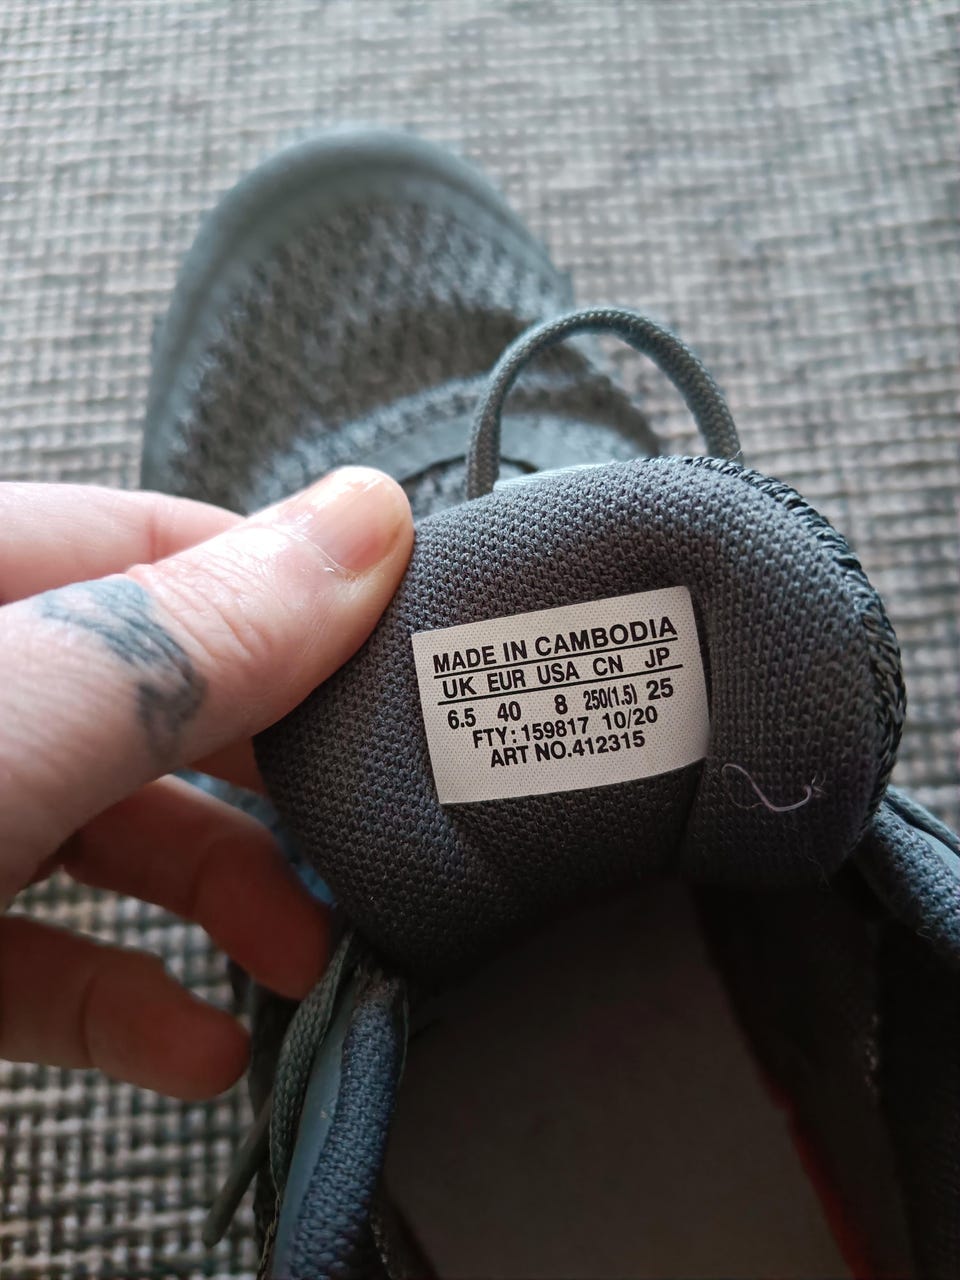 MADE IN CAMBODIA
UK EUR USA CN JP
6.5 40 8 250(1.5) 25
FTY: 159817 10/20
ART NO.412315